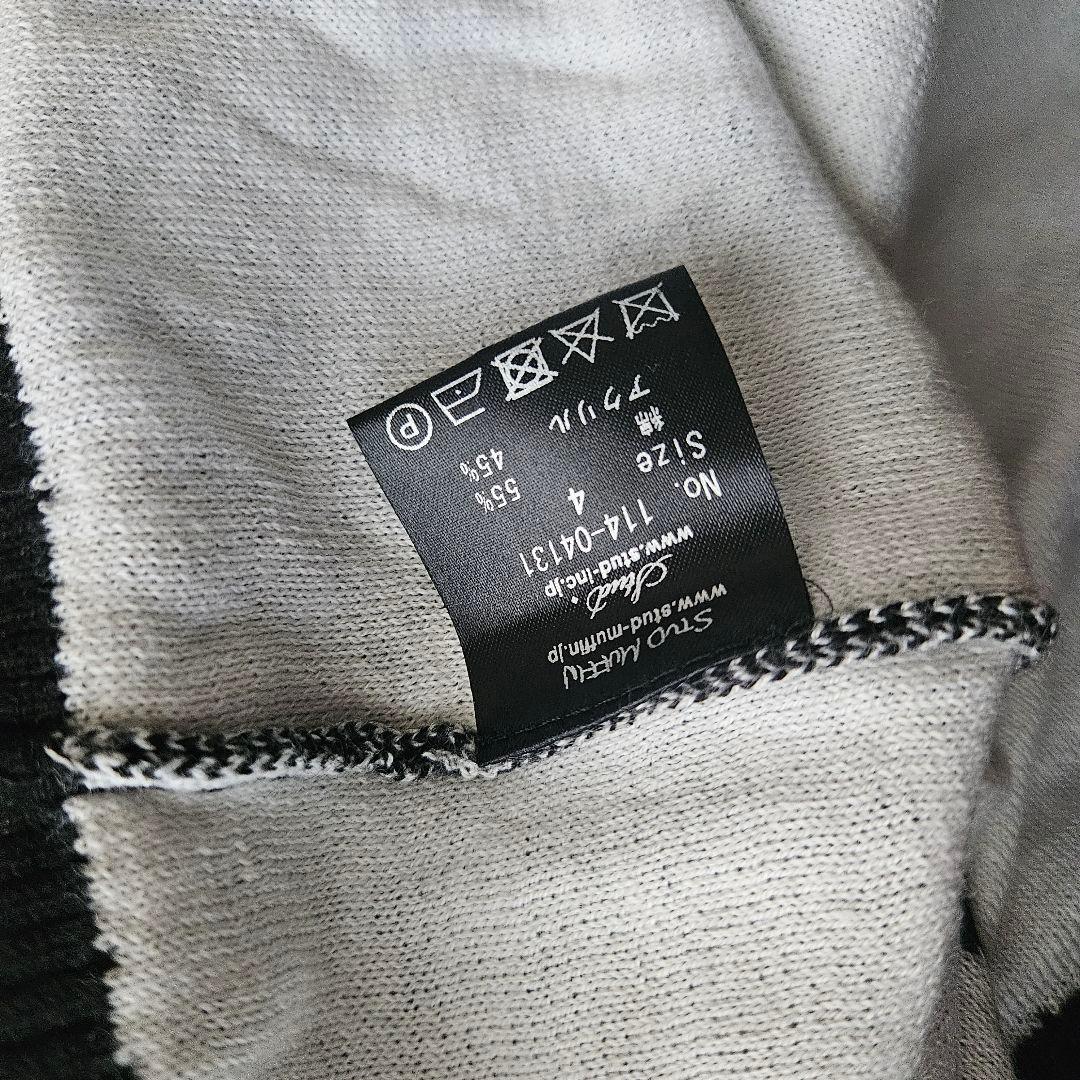 STUD MUFFIN
www.stud-muffin.jp
Stud
www.stud-inc.jp
No. 114-04131
Size 4
綿 55%
アクリル 45%
P